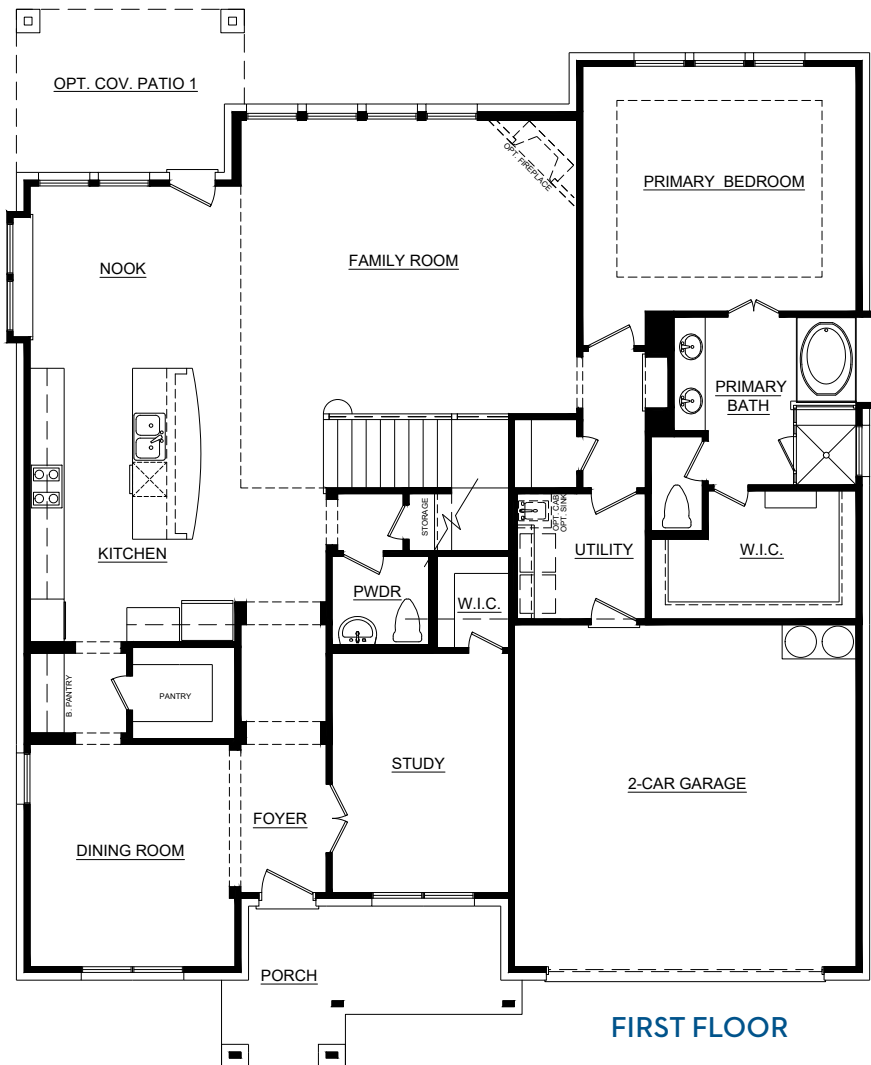 OPT. COV. PATIO 1
OPT. FIREPLACE
PRIMARY BEDROOM
NOOK
FAMILY ROOM
PRIMARY
BATH
STORAGE
OPT. CAB
OPT. SINK
KITCHEN
UTILITY
W.I.C.
PWDR
W.I.C.
B. PANTRY
PANTRY
STUDY
2-CAR GARAGE
FOYER
DINING ROOM
PORCH
FIRST FLOOR